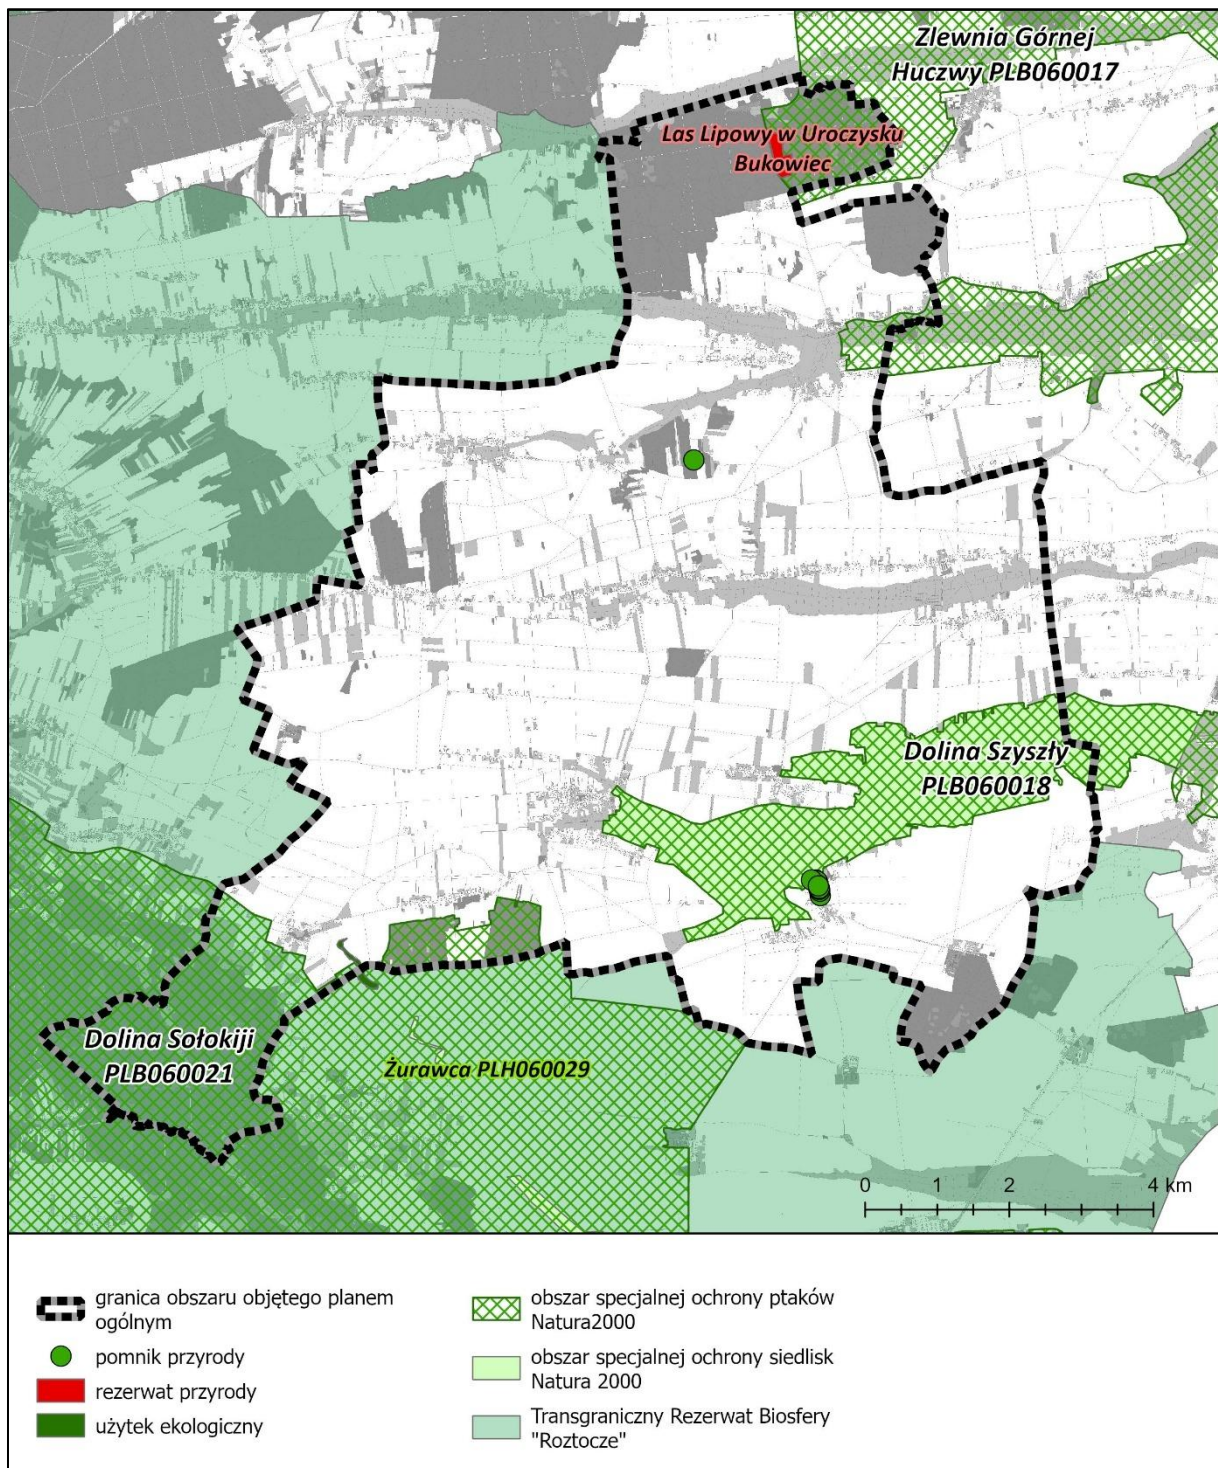 Zlewnia Górnej
Huczwy PLB060017
Las Lipowy w Uroczysku
Bukowiec
Dolina Szyszły
PLB060018
Dolina Sołokiji
PLB060021
Żurawca PLH060029
0 1 2 4 km
granica obszaru objętego planem
ogólnym
pomnik przyrody
rezerwat przyrody
użytek ekologiczny
obszar specjalnej ochrony ptaków
Natura2000
obszar specjalnej ochrony siedlisk
Natura 2000
Transgraniczny Rezerwat Biosfery
"Roztocze"